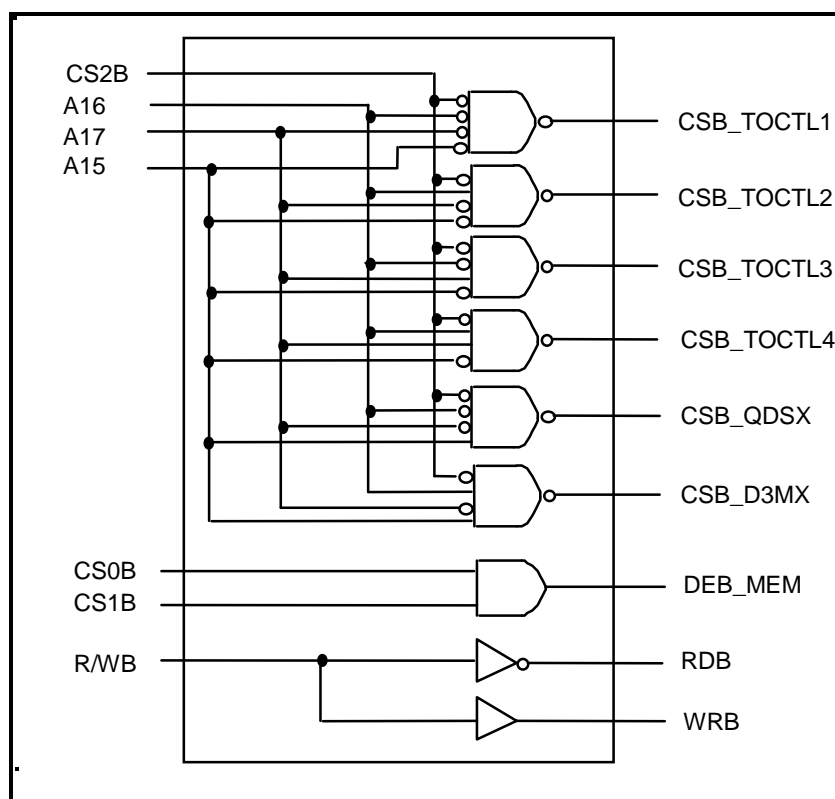 CS2B
A16
A17
A15
CSB_TOCTL1
CSB_TOCTL2
CSB_TOCTL3
CSB_TOCTL4
CSB_QDSX
CSB_D3MX
CS0B
CS1B
DEB_MEM
R/WB
RDB
WRB